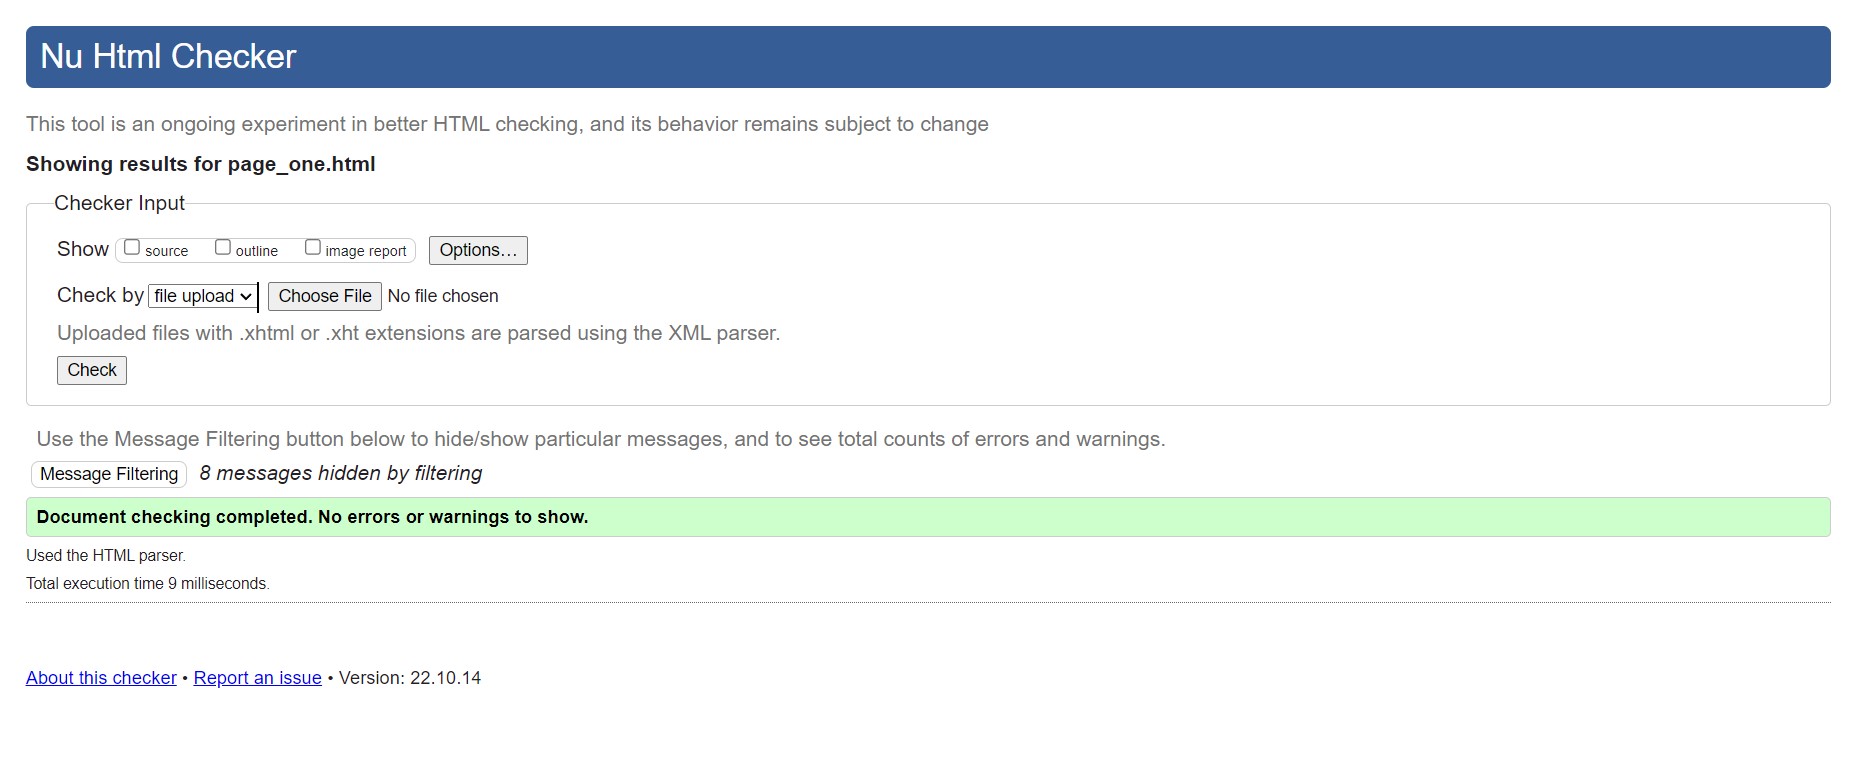 Nu Html Checker
This tool is an ongoing experiment in better HTML checking, and its behavior remains subject to change
Showing results for page_one.html
Checker Input
Show source outline image report Options…
Check by file upload Choose File No file chosen
Uploaded files with .xhtml or .xht extensions are parsed using the XML parser.
Check
Use the Message Filtering button below to hide/show particular messages, and to see total counts of errors and warnings.
Message Filtering 8 messages hidden by filtering
Document checking completed. No errors or warnings to show.
Used the HTML parser.
Total execution time 9 milliseconds.
About this checker • Report an issue • Version: 22.10.14